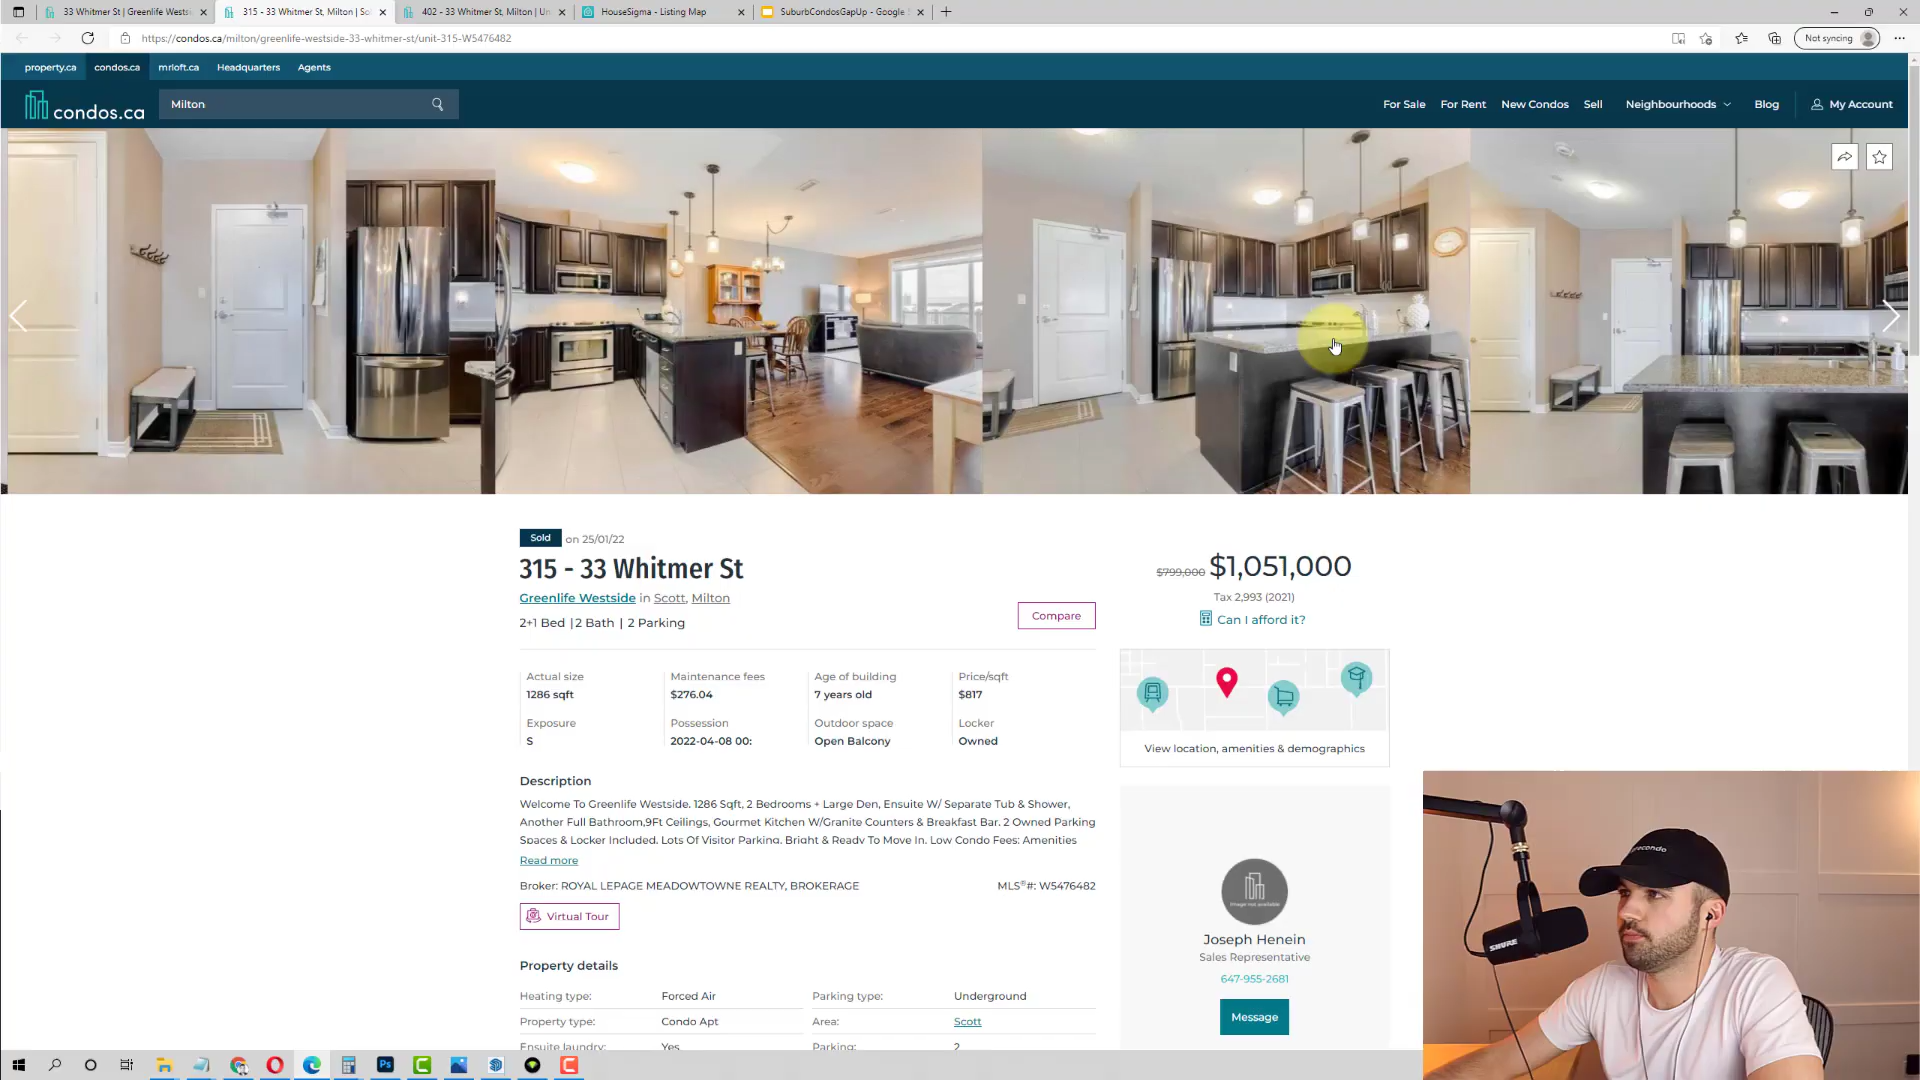 33 Whitmer St | Greenlife Wests
315 - 33 Whitmer St, Milton | So
402 - 33 Whitmer St, Milton | Un
HouseSigma - Listing Map
SuburbCondosGapUp - Google S
https://condos.ca/milton/greenlife-westside-33-whitmer-st/unit-315-W5476482
Not syncing
property.ca
condos.ca
mrloft.ca
Headquarters
Agents
condos.ca
Milton
For Sale
For Rent
New Condos
Sell
Neighbourhoods
Blog
My Account
Sold on 25/01/22
315 - 33 Whitmer St
Greenlife Westside in Scott, Milton
2+1 Bed | 2 Bath | 2 Parking
Compare
$799,000 $1,051,000
Tax 2,993 (2021)
Can I afford it?
Actual size
1286 sqft
Maintenance fees
$276.04
Age of building
7 years old
Price/sqft
$817
Exposure
S
Possession
2022-04-08 00:
Outdoor space
Open Balcony
Locker
Owned
View location, amenities & demographics
Description
Welcome To Greenlife Westside. 1286 Sqft, 2 Bedrooms + Large Den, Ensuite W/ Separate Tub & Shower,
Another Full Bathroom,9Ft Ceilings, Gourmet Kitchen W/Granite Counters & Breakfast Bar. 2 Owned Parking
Spaces & Locker Included. Lots Of Visitor Parking. Bright & Ready To Move In. Low Condo Fees: Amenities
Read more
Broker: ROYAL LEPAGE MEADOWTOWNE REALTY, BROKERAGE
MLS®#: W5476482
Virtual Tour
Joseph Henein
Sales Representative
647-955-2681
Message
Property details
Heating type:
Forced Air
Parking type:
Underground
Property type:
Condo Apt
Area:
Scott
Ensuite laundry:
Yes
Parking:
2
SHURE